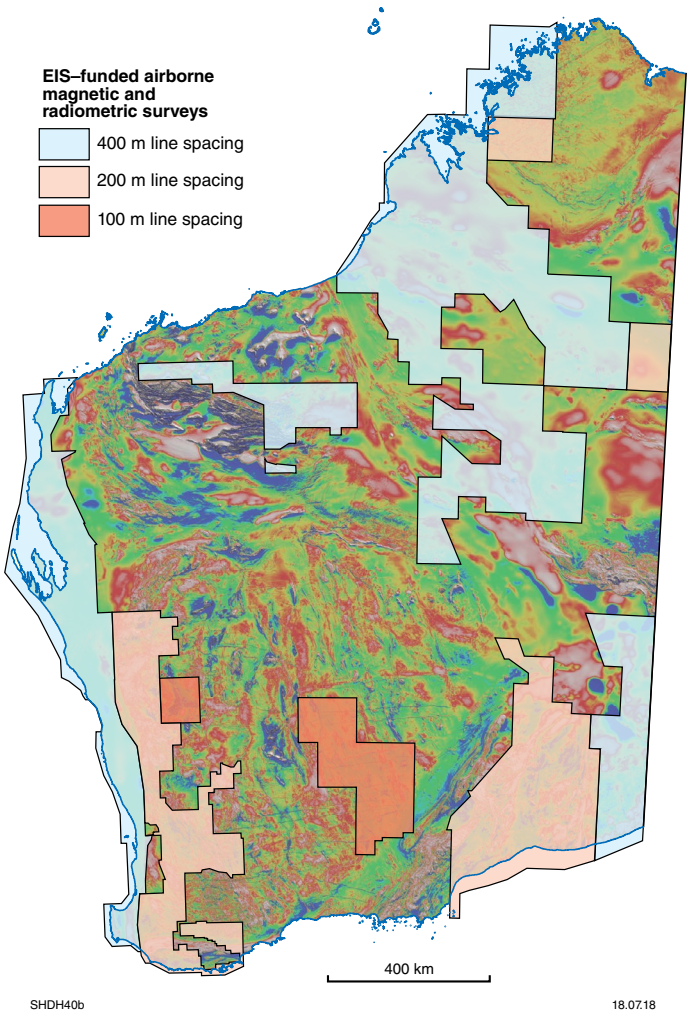 EIS–funded airborne
magnetic and
radiometric surveys
400 m line spacing
200 m line spacing
100 m line spacing
400 km
SHDH40b
18.07.18